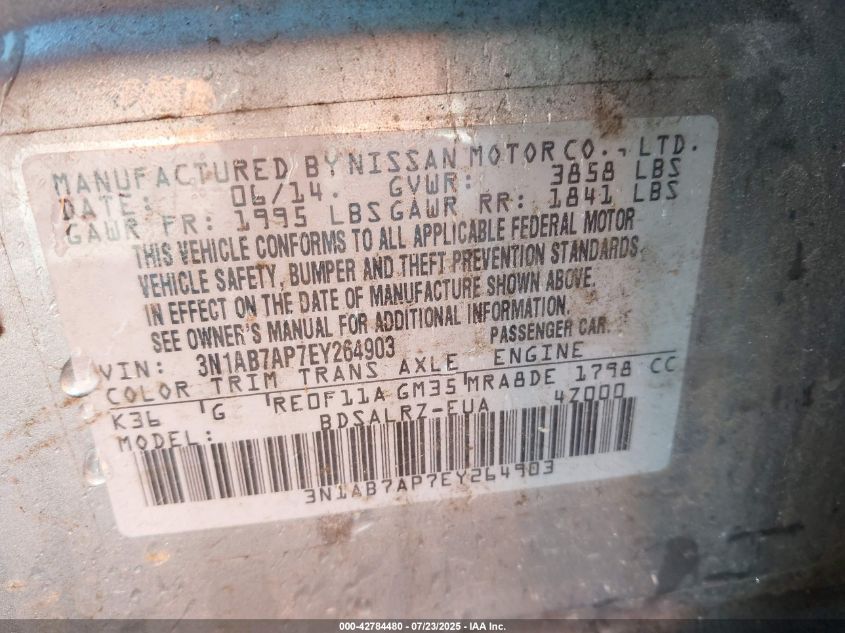 MANUFACTURED BY NISSAN MOTOR CO., LTD.
DATE: 06/14. GVWR: 3858 LBS
GAWR FR: 1995 LBS GAWR RR: 1841 LBS
THIS VEHICLE CONFORMS TO ALL APPLICABLE FEDERAL MOTOR
VEHICLE SAFETY, BUMPER AND THEFT PREVENTION STANDARDS
IN EFFECT ON THE DATE OF MANUFACTURE SHOWN ABOVE.
SEE OWNER'S MANUAL FOR ADDITIONAL INFORMATION.
VIN: 3N1AB7AP7EY264903 PASSENGER CAR
COLOR TRIM TRANS AXLE ENGINE
K36 G RE0F11A GM35 MRA8DE 1798 CC
MODEL: BDSALRZ-EUA 4Z000
3N1AB7AP7EY264903
000-42784480 - 07/23/2025 - IAA Inc.